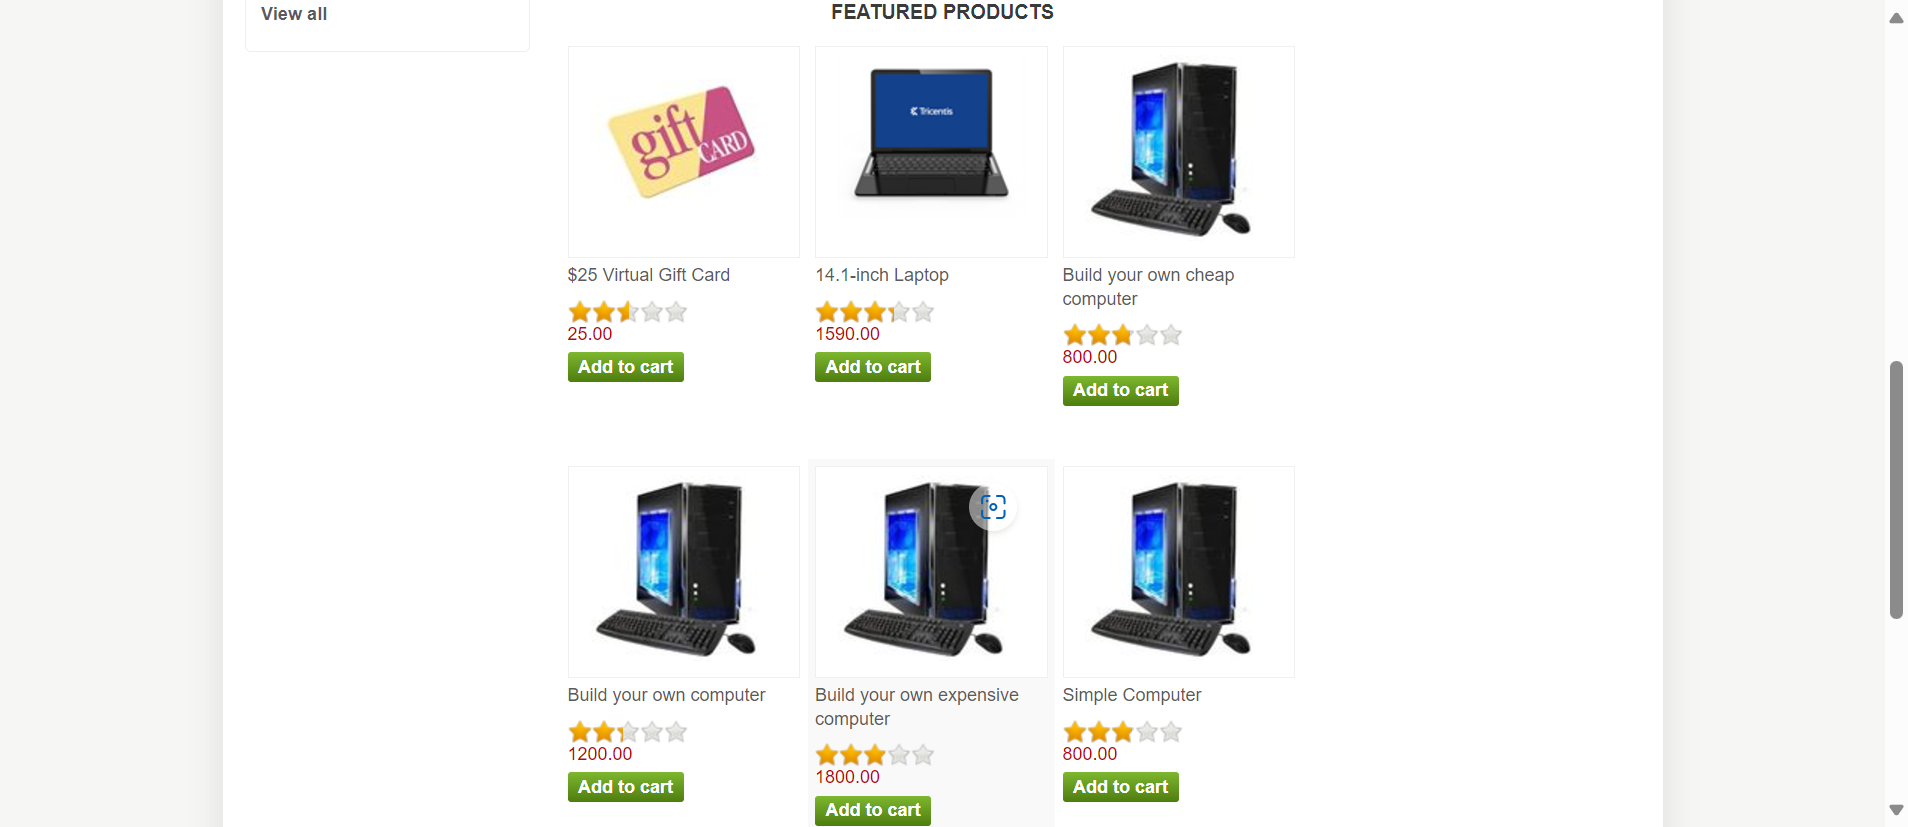 View all
FEATURED PRODUCTS
gift
CARD
Tricentis
$25 Virtual Gift Card
25.00
Add to cart
14.1-inch Laptop
1590.00
Add to cart
Build your own cheap
computer
800.00
Add to cart
Build your own computer
1200.00
Add to cart
Build your own expensive
computer
1800.00
Add to cart
Simple Computer
800.00
Add to cart